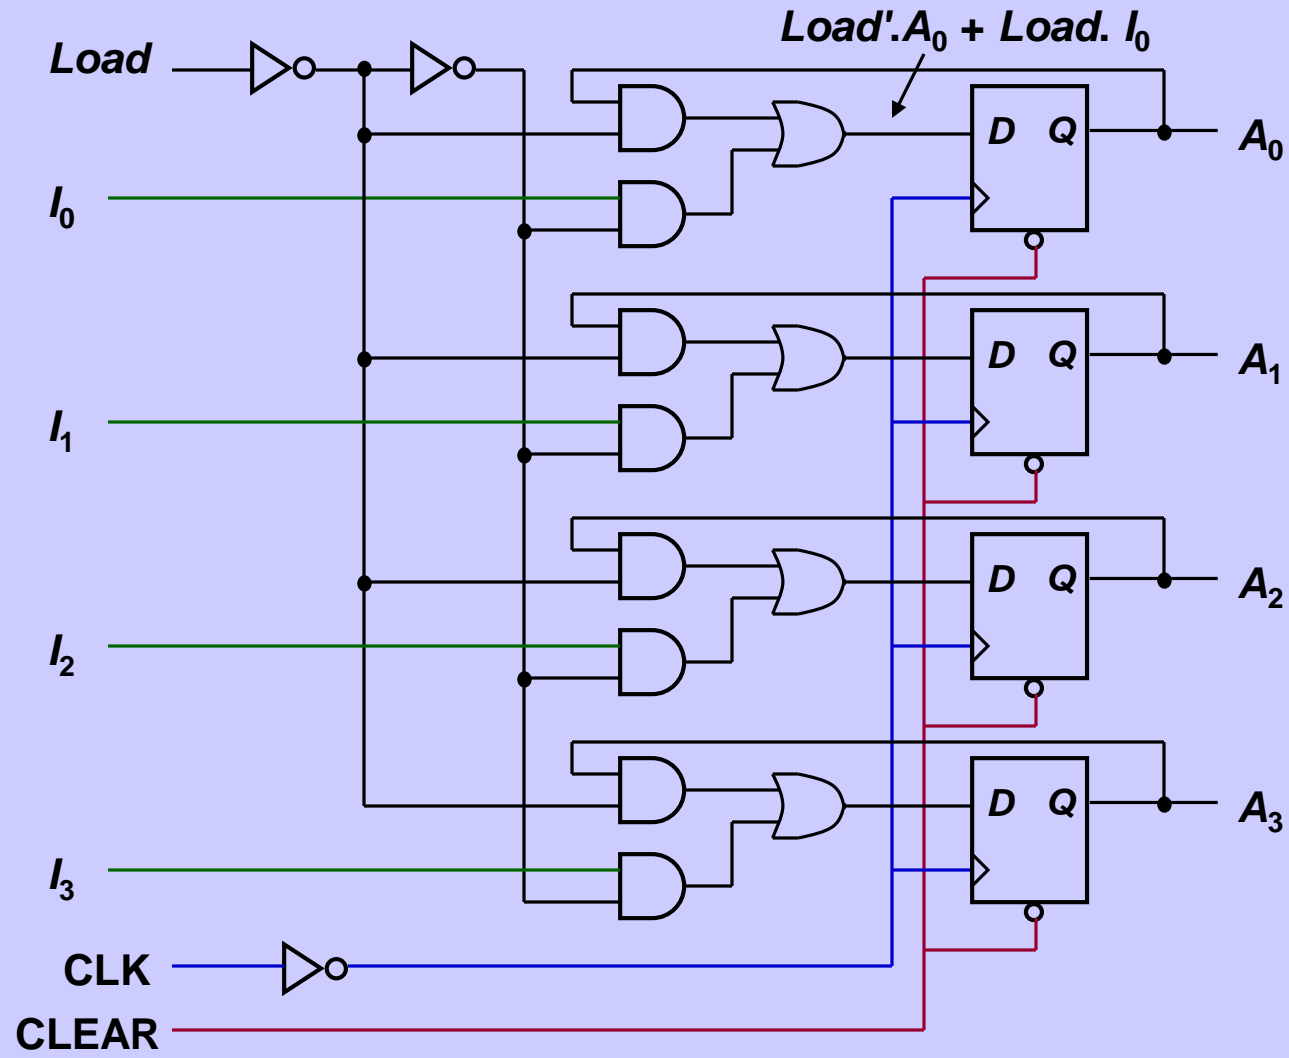 Load'.A₀ + Load. I₀
Load
D Q
A₀
I₀
D Q
A₁
I₁
D Q
A₂
I₂
D Q
A₃
I₃
CLK
CLEAR